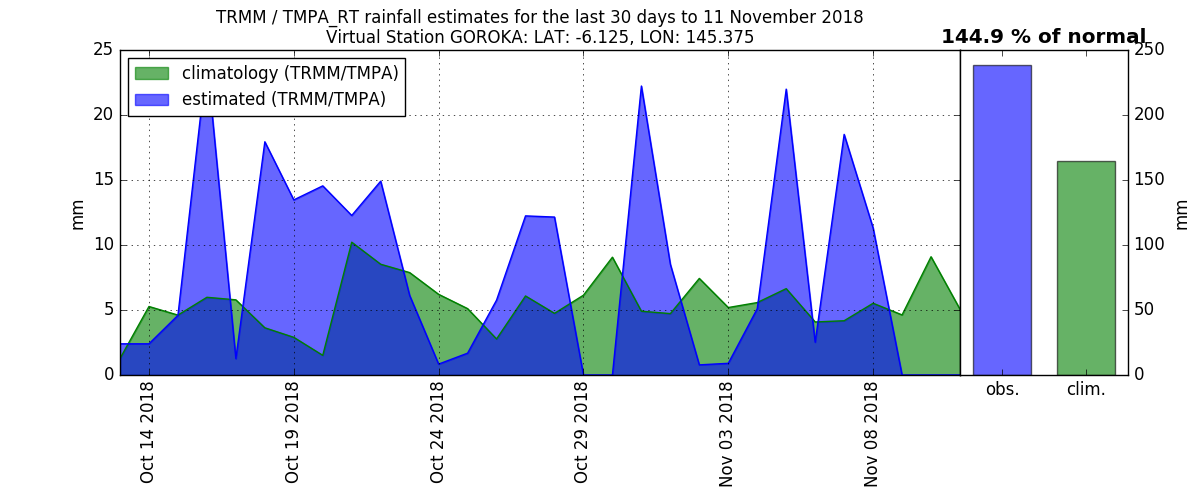 TRMM / TMPA_RT rainfall estimates for the last 30 days to 11 November 2018
Virtual Station GOROKA: LAT: -6.125, LON: 145.375
144.9 % of normal
climatology (TRMM/TMPA)
estimated (TRMM/TMPA)
25
20
15
10
5
0
mm
Oct 14 2018
Oct 19 2018
Oct 24 2018
Oct 29 2018
Nov 03 2018
Nov 08 2018
250
200
150
100
50
0
mm
obs.
clim.